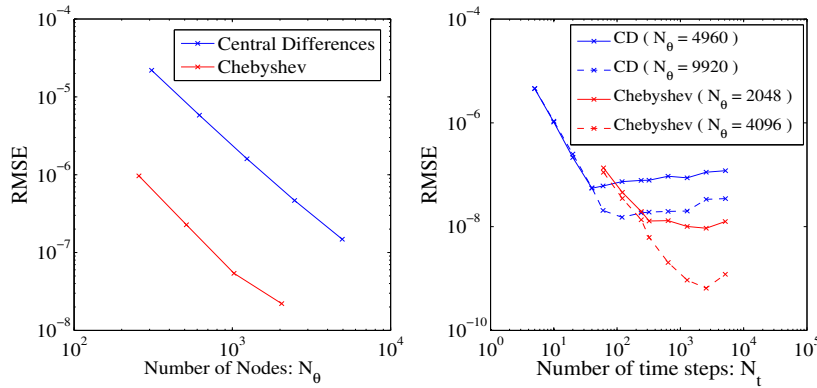 10^{-4}
10^{-5}
10^{-6}
10^{-7}
10^{-8}
RMSE
10^2
10^3
10^4
Number of Nodes: N_θ
Central Differences
Chebyshev
10^{-4}
10^{-6}
10^{-8}
10^{-10}
RMSE
10^0
10^1
10^2
10^3
10^4
10^5
Number of time steps: N_t
CD ( N_θ = 4960 )
CD ( N_θ = 9920 )
Chebyshev ( N_θ = 2048 )
Chebyshev ( N_θ = 4096 )